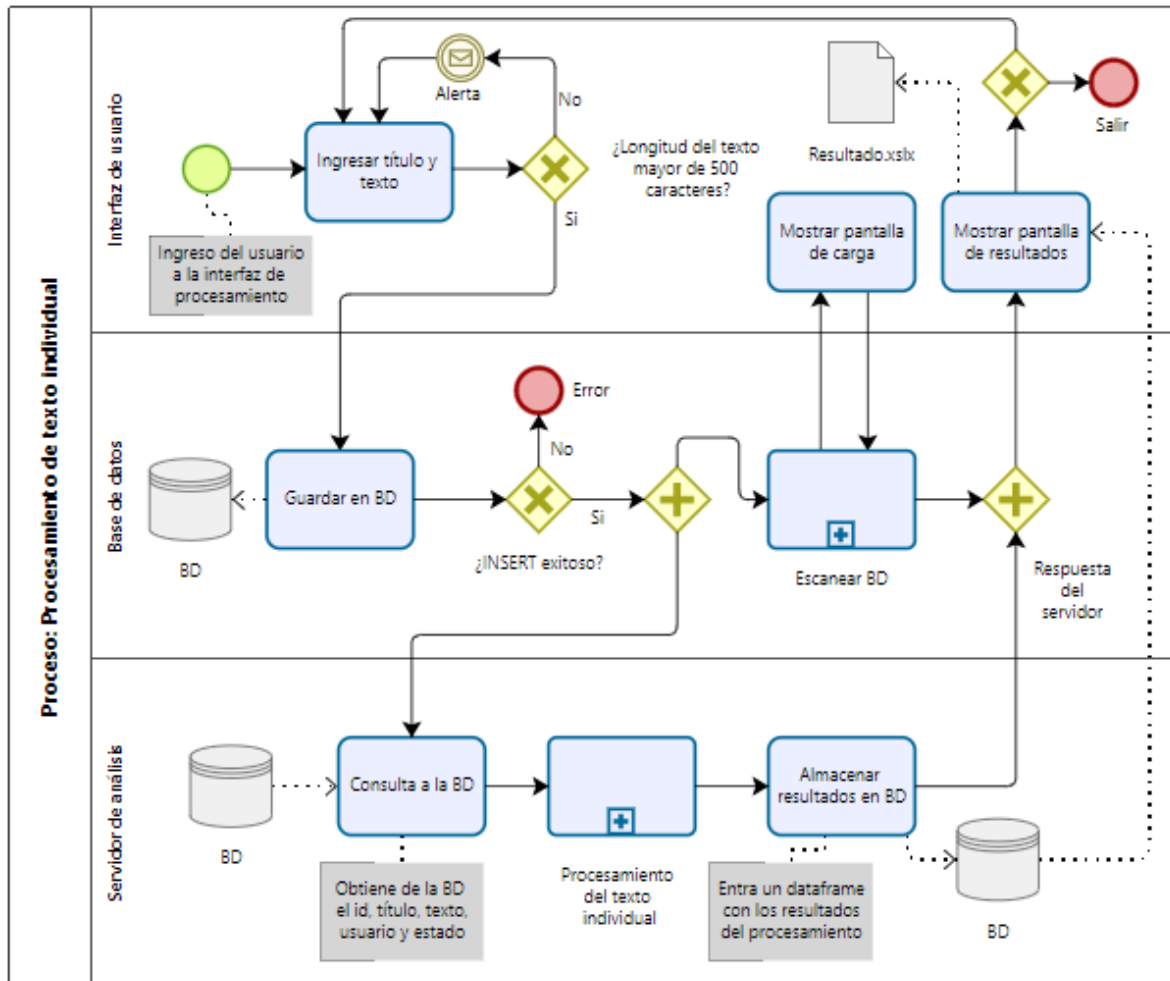 Proceso: Procesamiento de texto individual
Interfaz de usuario
Alerta
No
Ingresar título y
texto
¿Longitud del texto
mayor de 500
caracteres?
Si
Ingreso del usuario
a la interfaz de
procesamiento
Resultado.xslx
Salir
Mostrar pantalla
de carga
Mostrar pantalla
de resultados
Base de datos
BD
Guardar en BD
Error
No
Si
¿INSERT exitoso?
Escanear BD
Respuesta
del
servidor
Servidor de análisis
BD
Consulta a la BD
Obtiene de la BD
el id, título, texto,
usuario y estado
Procesamiento
del texto
individual
Almacenar
resultados en BD
Entra un dataframe
con los resultados
del procesamiento
BD